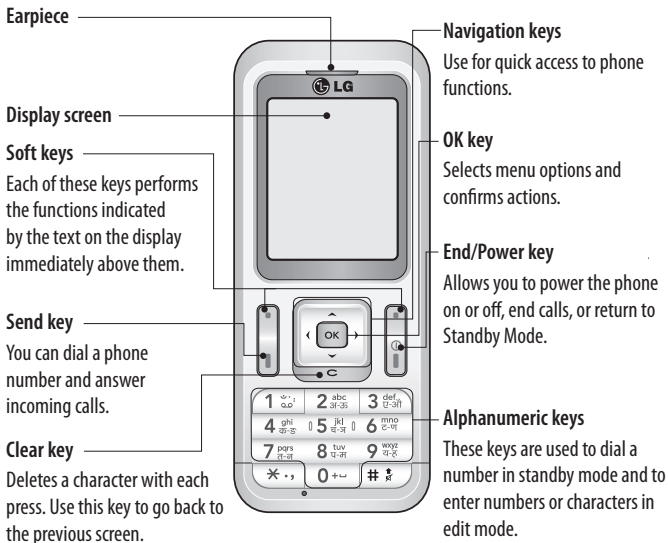 Earpiece
Display screen
Soft keys
Each of these keys performs
the functions indicated
by the text on the display
immediately above them.
Send key
You can dial a phone
number and answer
incoming calls.
Clear key
Deletes a character with each
press. Use this key to go back to
the previous screen.
LG
OK
C
1
2 abc अ-ऊ
3 def ए-औ
4 ghi क-ङ
5 jkl च-ञ
6 mno ट-ण
7 pqrs त-न
8 tuv प-म
9 wxyz य-ह
* . ,
0 +
#
Navigation keys
Use for quick access to phone
functions.
OK key
Selects menu options and
confirms actions.
End/Power key
Allows you to power the phone
on or off, end calls, or return to
Standby Mode.
Alphanumeric keys
These keys are used to dial a
number in standby mode and to
enter numbers or characters in
edit mode.